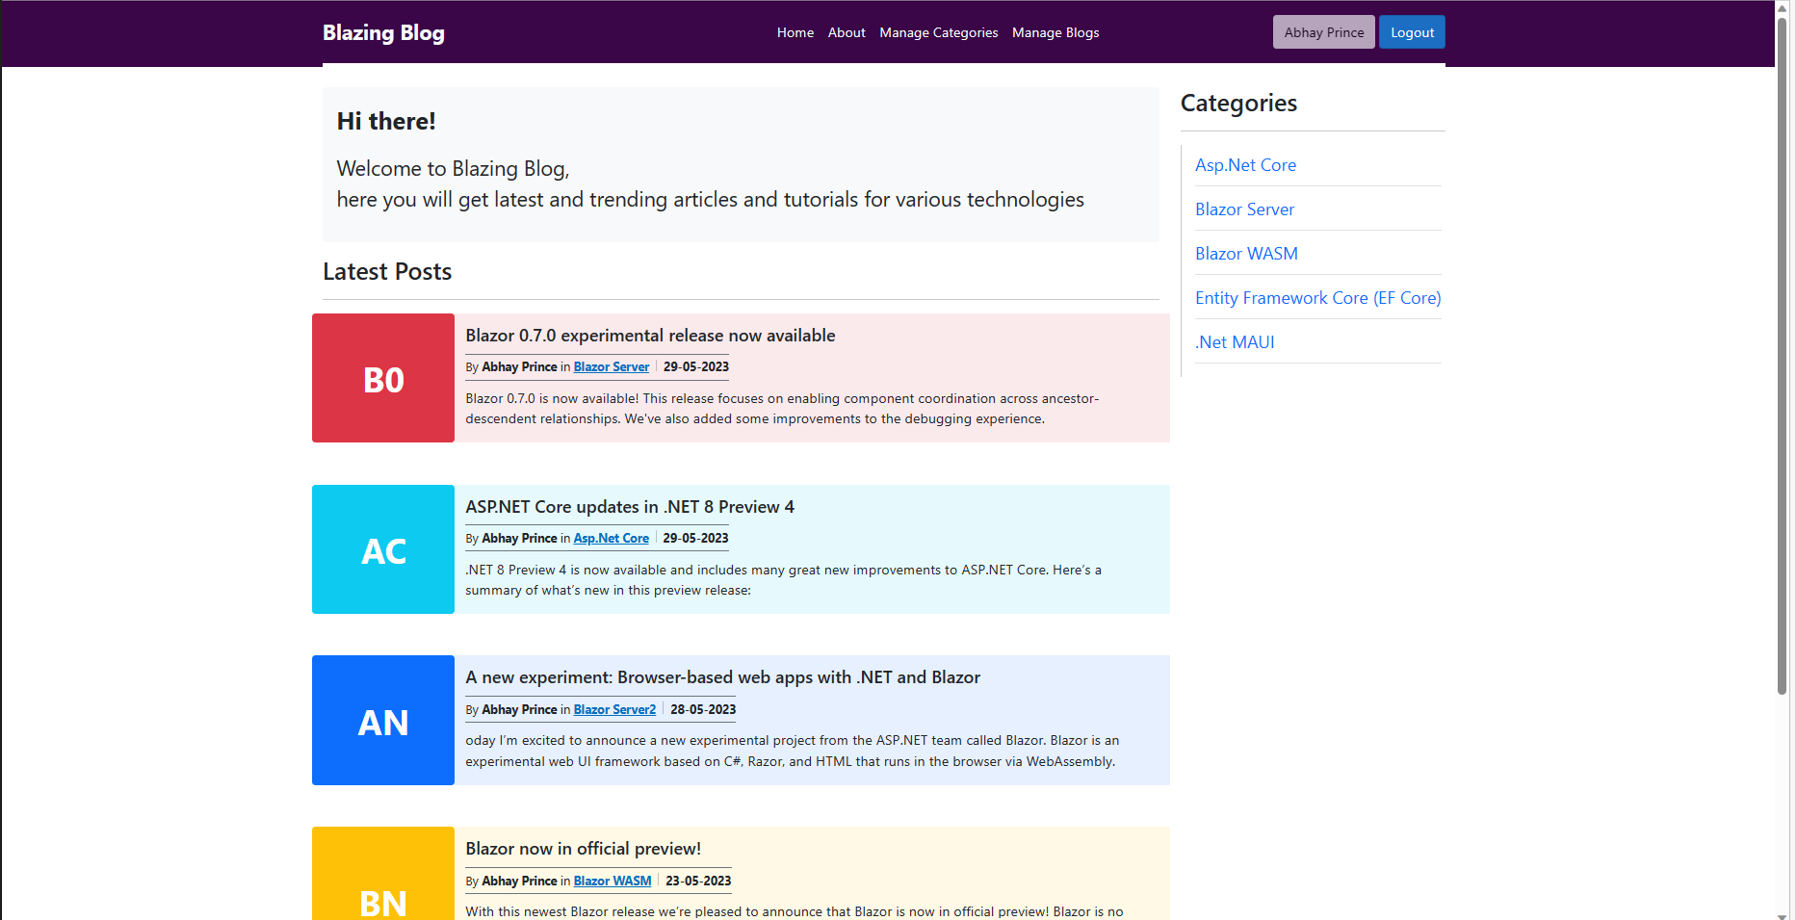 Blazing Blog
Home About Manage Categories Manage Blogs
Abhay Prince Logout
Hi there!
Welcome to Blazing Blog,
here you will get latest and trending articles and tutorials for various technologies
Latest Posts
B0
Blazor 0.7.0 experimental release now available
By Abhay Prince in Blazor Server | 29-05-2023
Blazor 0.7.0 is now available! This release focuses on enabling component coordination across ancestor-
descendent relationships. We've also added some improvements to the debugging experience.
AC
ASP.NET Core updates in .NET 8 Preview 4
By Abhay Prince in Asp.Net Core | 29-05-2023
.NET 8 Preview 4 is now available and includes many great new improvements to ASP.NET Core. Here's a
summary of what's new in this preview release:
AN
A new experiment: Browser-based web apps with .NET and Blazor
By Abhay Prince in Blazor Server2 | 28-05-2023
oday I'm excited to announce a new experimental project from the ASP.NET team called Blazor. Blazor is an
experimental web UI framework based on C#, Razor, and HTML that runs in the browser via WebAssembly.
BN
Blazor now in official preview!
By Abhay Prince in Blazor WASM | 23-05-2023
With this newest Blazor release we're pleased to announce that Blazor is now in official preview! Blazor is no
Categories
Asp.Net Core
Blazor Server
Blazor WASM
Entity Framework Core (EF Core)
.Net MAUI